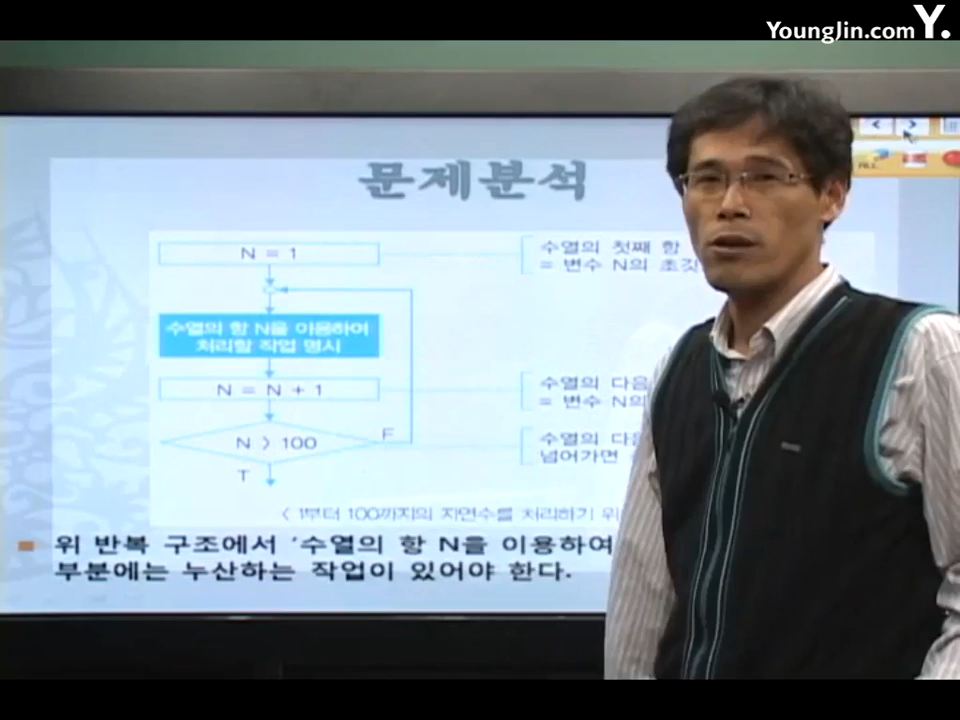 YoungJin.com Y.
문제분석
N = 1
수열의 첫째 항
= 변수 N의 초깃
수열의 항 N을 이용하여
처리할 작업 명시
N = N + 1
수열의 다음
= 변수 N의
N > 100
F
수열의 다음
넘어가면
T
< 1부터 100까지의 자연수를 처리하기 위
위 반복 구조에서 '수열의 항 N을 이용하여
부분에는 누산하는 작업이 있어야 한다.